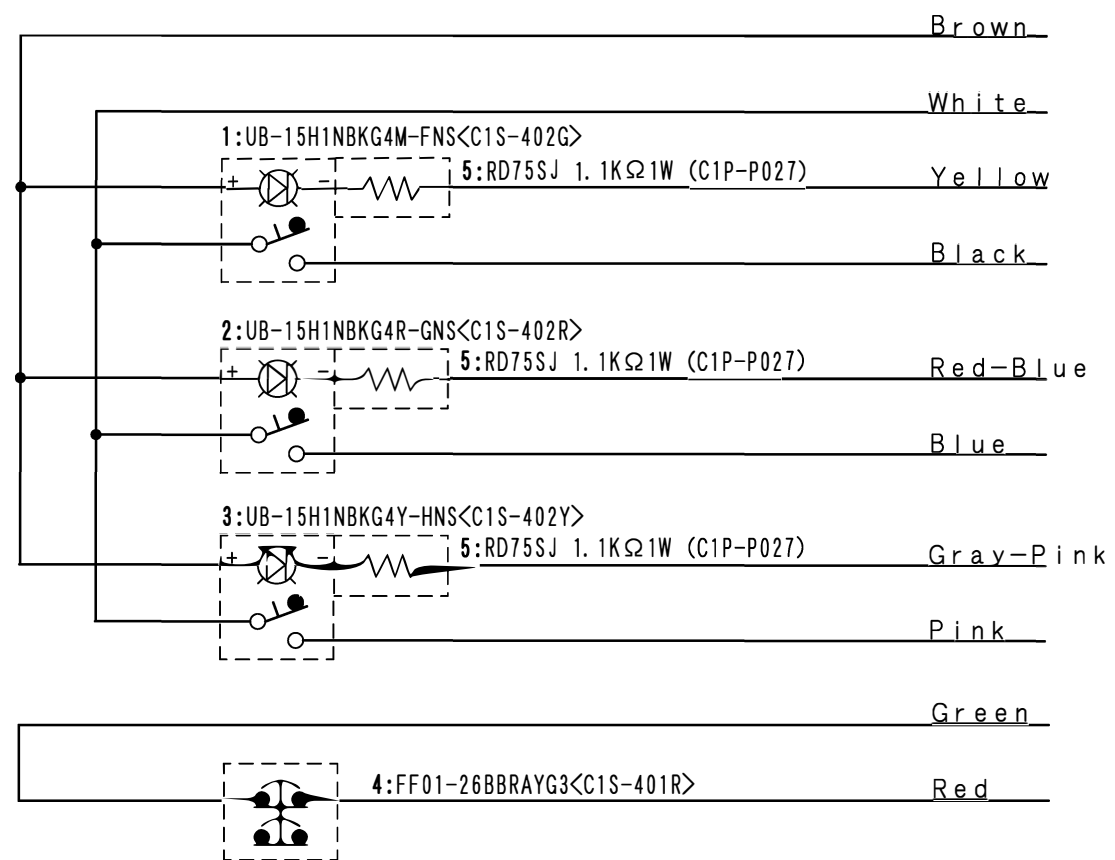 Brown
White
1:UB-15H1NBKG4M-FNS<C1S-402G>
5:RD75SJ 1.1KΩ1W (C1P-P027)
Yellow
+ -
Black
2:UB-15H1NBKG4R-GNS<C1S-402R>
5:RD75SJ 1.1KΩ1W (C1P-P027)
Red-Blue
+ -
Blue
3:UB-15H1NBKG4Y-HNS<C1S-402Y>
5:RD75SJ 1.1KΩ1W (C1P-P027)
Gray-Pink
+ -
Pink
Green
4:FF01-26BBRAYG3<C1S-401R>
Red